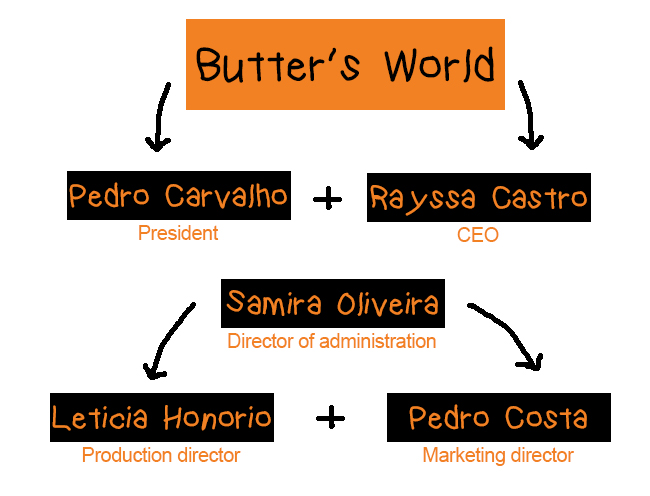 Butter's World
Pedro Carvalho + Rayssa Castro
President
CEO
Samira Oliveira
Director of administration
Leticia Honorio + Pedro Costa
Production director
Marketing director